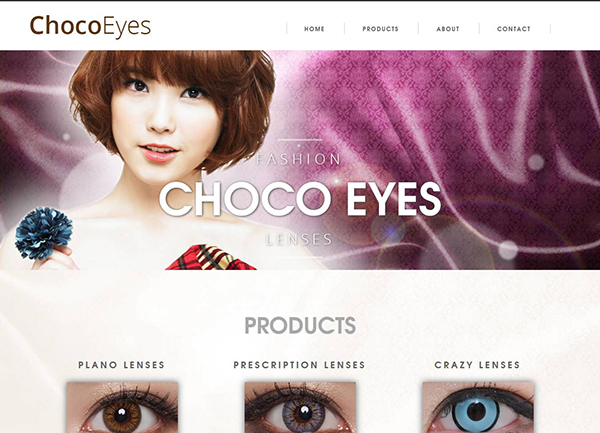 ChocoEyes
HOME PRODUCTS ABOUT CONTACT
FASHION
CHOCO EYES
LENSES
PRODUCTS
PLANO LENSES PRESCRIPTION LENSES CRAZY LENSES